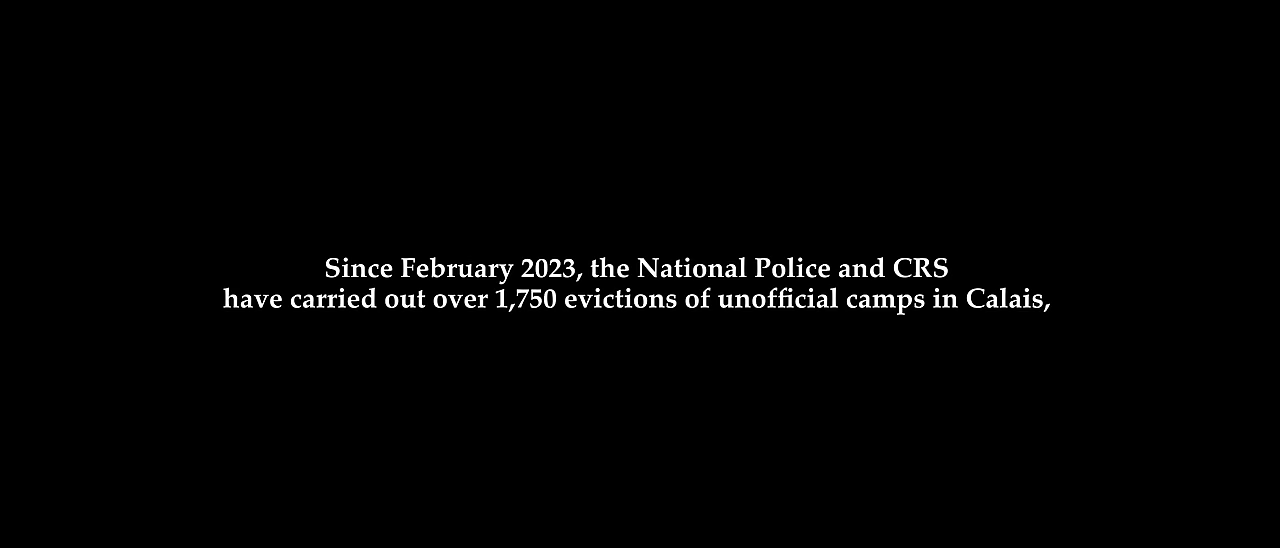 Since February 2023, the National Police and CRS
have carried out over 1,750 evictions of unofficial camps in Calais,